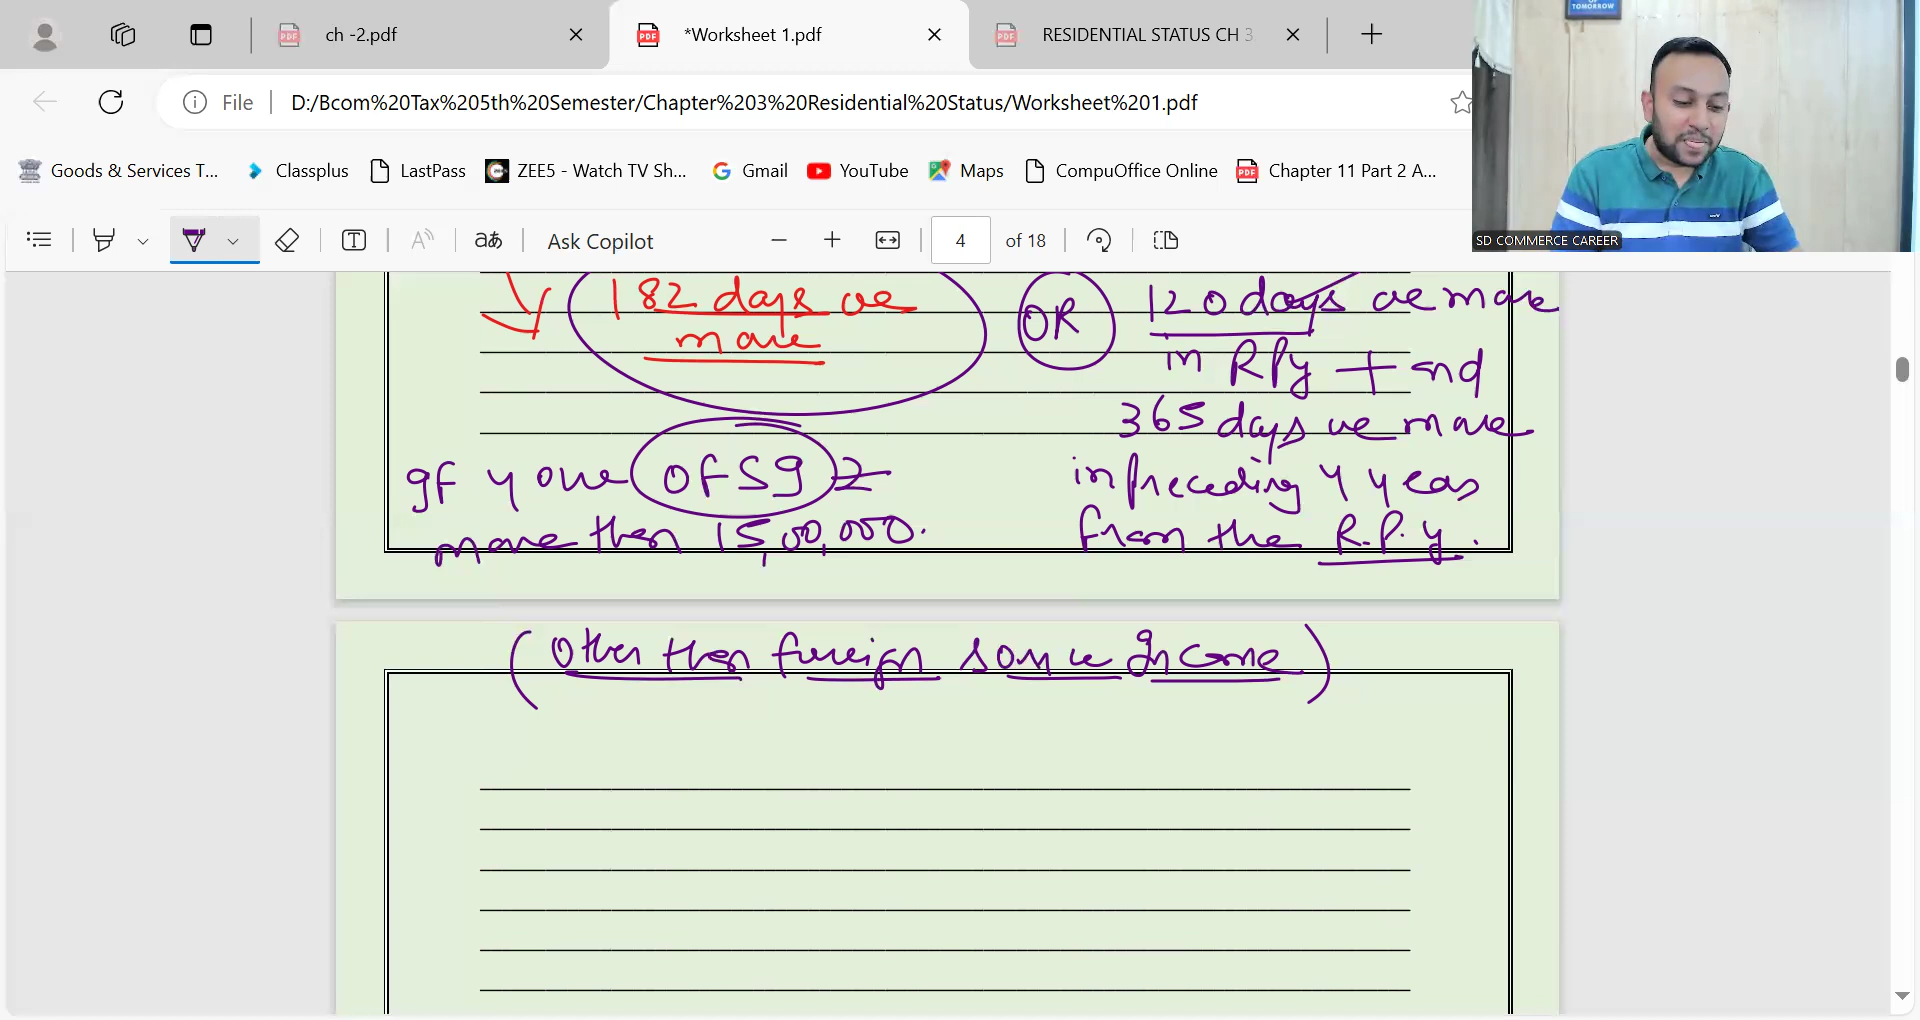 ch -2.pdf
*Worksheet 1.pdf
RESIDENTIAL STATUS CH 3
TOMORROW
File
D:/Bcom%20Tax%205th%20Semester/Chapter%203%20Residential%20Status/Worksheet%201.pdf
Goods & Services T...
Classplus
LastPass
ZEE5 - Watch TV Sh...
Gmail
YouTube
Maps
CompuOffice Online
Chapter 11 Part 2 A...
Ask Copilot
4
of 18
SD COMMERCE CAREER
182 days or
more
OR
120 days or more
in RPy + and
365 days or more
in preceding 4 years
from the R.P.y.
If
more than 15,00,000.
(Other then foreign source Income)